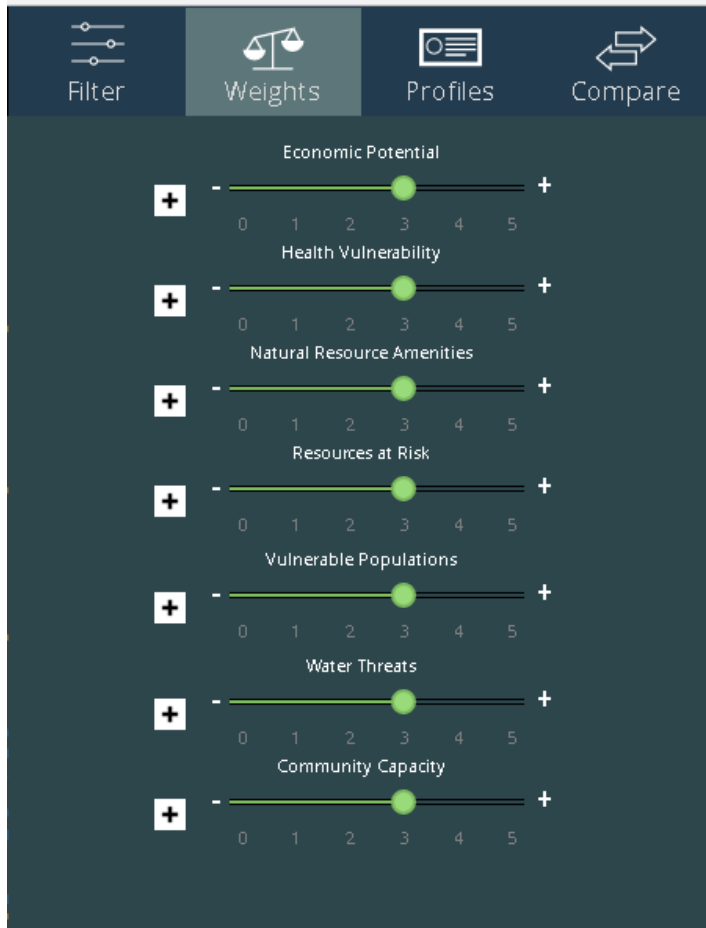 Filter Weights Profiles Compare
Economic Potential
+ - +
0 1 2 3 4 5
Health Vulnerability
+ - +
0 1 2 3 4 5
Natural Resource Amenities
+ - +
0 1 2 3 4 5
Resources at Risk
+ - +
0 1 2 3 4 5
Vulnerable Populations
+ - +
0 1 2 3 4 5
Water Threats
+ - +
0 1 2 3 4 5
Community Capacity
+ - +
0 1 2 3 4 5